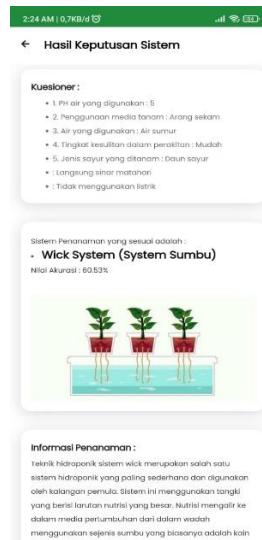 2:24 AM | 0,7KB/d
← Hasil Keputusan Sistem
Kuesioner :
• 1. PH air yang digunakan : 5
• 2. Penggunaan media tanam : Arang sekam
• 3. Air yang digunakan : Air sumur
• 4. Tingkat kesulitan dalam perakitan : Mudah
• 5. Jenis sayur yang ditanam : Daun sayur
• : Langsung sinar matahari
• : Tidak menggunakan listrik
Sistem Penanaman yang sesuai adalah :
• Wick System (System Sumbu)
Nilai Akurasi : 60.53%
Informasi Penanaman :
Teknik hidroponik sistem wick merupakan salah satu
sistem hidroponik yang paling sederhana dan digunakan
oleh kalangan pemula. Sistem ini menggunakan tangki
yang berisi larutan nutrisi yang besar. Nutrisi mengalir ke
dalam media pertumbuhan dari dalam wadah
menggunakan sejenis sumbu yang biasanya adalah kain